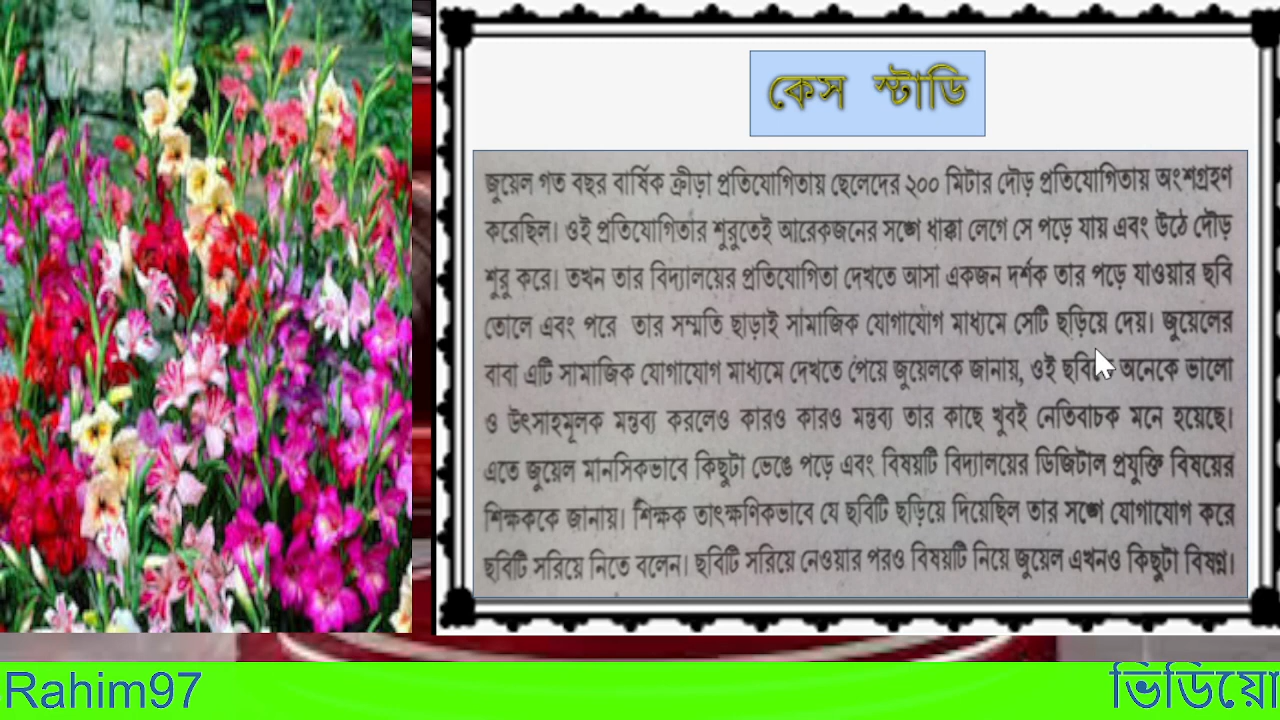 কেস স্টাডি
জুয়েল গত বছর বার্ষিক ক্রীড়া প্রতিযোগিতায় ছেলেদের ২০০ মিটার দৌড় প্রতিযোগিতায় অংশগ্রহণ
করেছিল। ওই প্রতিযোগিতার শুরুতেই আরেকজনের সঙ্গে ধাক্কা লেগে সে পড়ে যায় এবং উঠে দৌড়
শুরু করে। তখন তার বিদ্যালয়ের প্রতিযোগিতা দেখতে আসা একজন দর্শক তার পড়ে যাওয়ার ছবি
তোলে এবং পরে তার সম্মতি ছাড়াই সামাজিক যোগাযোগ মাধ্যমে সেটি ছড়িয়ে দেয়। জুয়েলের
বাবা এটি সামাজিক যোগাযোগ মাধ্যমে দেখতে পেয়ে জুয়েলকে জানায়, ওই অনেকে ভালো
ও উৎসাহমূলক মন্তব্য করলেও কারও কারও মন্তব্য তার কাছে খুবই নেতিবাচক মনে হয়েছে।
এতে জুয়েল মানসিকভাবে কিছুটা ভেঙে পড়ে এবং বিষয়টি বিদ্যালয়ের ডিজিটাল প্রযুক্তি বিষয়ের
শিক্ষককে জানায়। শিক্ষক তাৎক্ষণিকভাবে যে ছবিটি ছড়িয়ে দিয়েছিল তার সঙ্গে যোগাযোগ করে
ছবিটি সরিয়ে নিতে বলেন। ছবিটি সরিয়ে নেওয়ার পরও বিষয়টি নিয়ে জুয়েল এখনও কিছুটা বিষণ্ন।
Rahim97 ভিডিয়ো